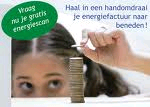 Vraag
nu je gratis
energiescan
Haal in een handomdraai
je energiefactuur naar
beneden !